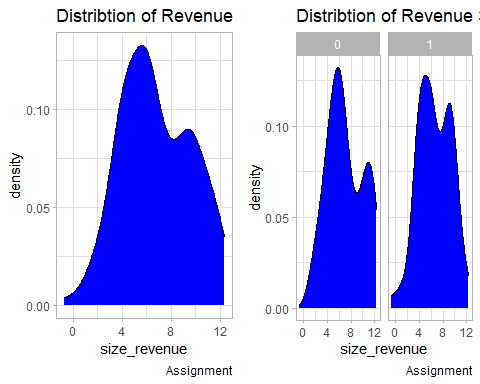 Distribtion of Revenue
0.10
0.05
0.00
density
0 4 8 12
size_revenue
Assignment
Distribtion of Revenue
0 1
0.10
0.05
0.00
density
0 4 8 12 0 4 8 12
size_revenue
Assignment